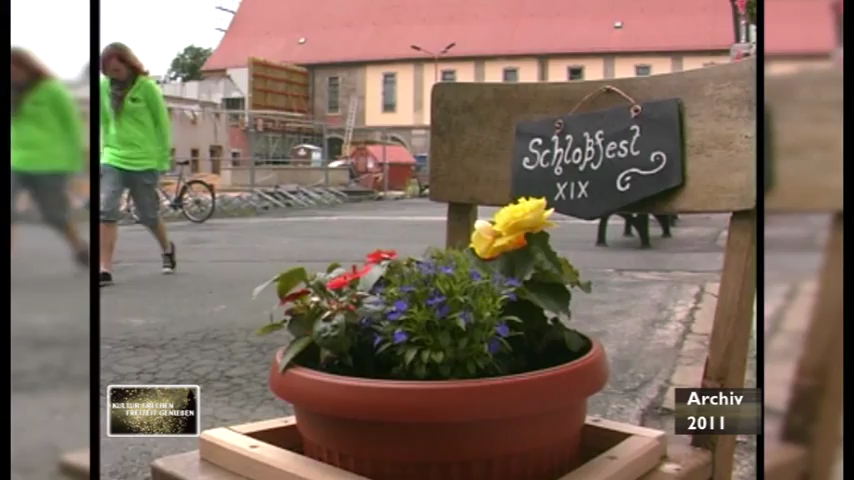 Schloßfest
XIX
KULTUR ERLEBEN
FREIZEIT GENIEßEN
Archiv
2011